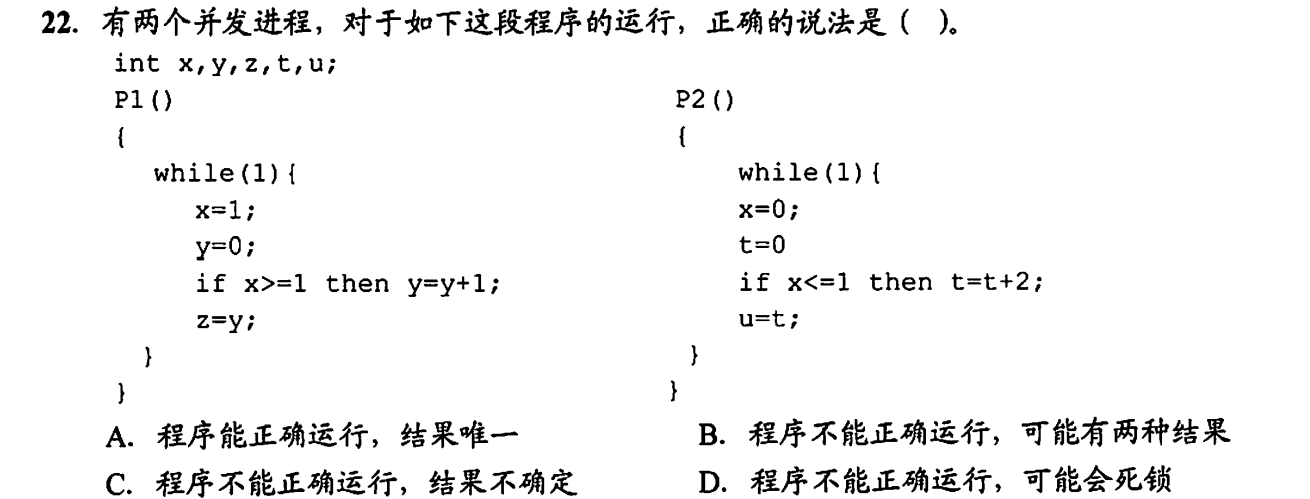 22. 有两个并发进程，对于如下这段程序的运行，正确的说法是（ ）。
int x,y,z,t,u;
P1() P2()
{ {
while(1){ while(1){
x=1; x=0;
y=0; t=0
if x>=1 then y=y+1; if x<=1 then t=t+2;
z=y; u=t;
} }
} }
A. 程序能正确运行，结果唯一 B. 程序不能正确运行，可能有两种结果
C. 程序不能正确运行，结果不确定 D. 程序不能正确运行，可能会死锁